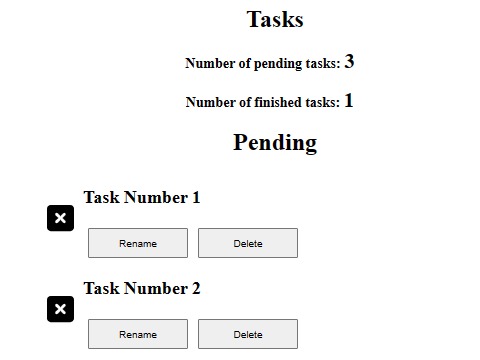 Tasks
Number of pending tasks: 3
Number of finished tasks: 1
Pending
Task Number 1
Rename Delete
Task Number 2
Rename Delete